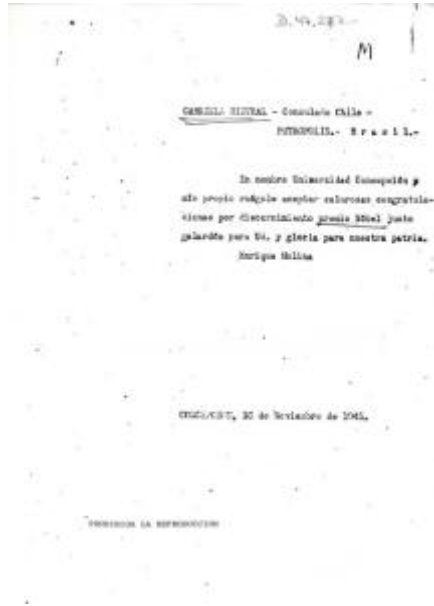 M
GABRIELA MISTRAL - Consulado Chile -
PETROPOLIS.- B r a s i l.-
En nombre Universidad Concepción y
mío propio ruégole aceptar calurosas congratula-
ciones por discernimiento premio Nóbel justo
galardón para Ud. y gloria para nuestra patria.
Enrique Molina
CONCEPCION, 20 de Noviembre de 1945.
PROHIBIDA LA REPRODUCCION